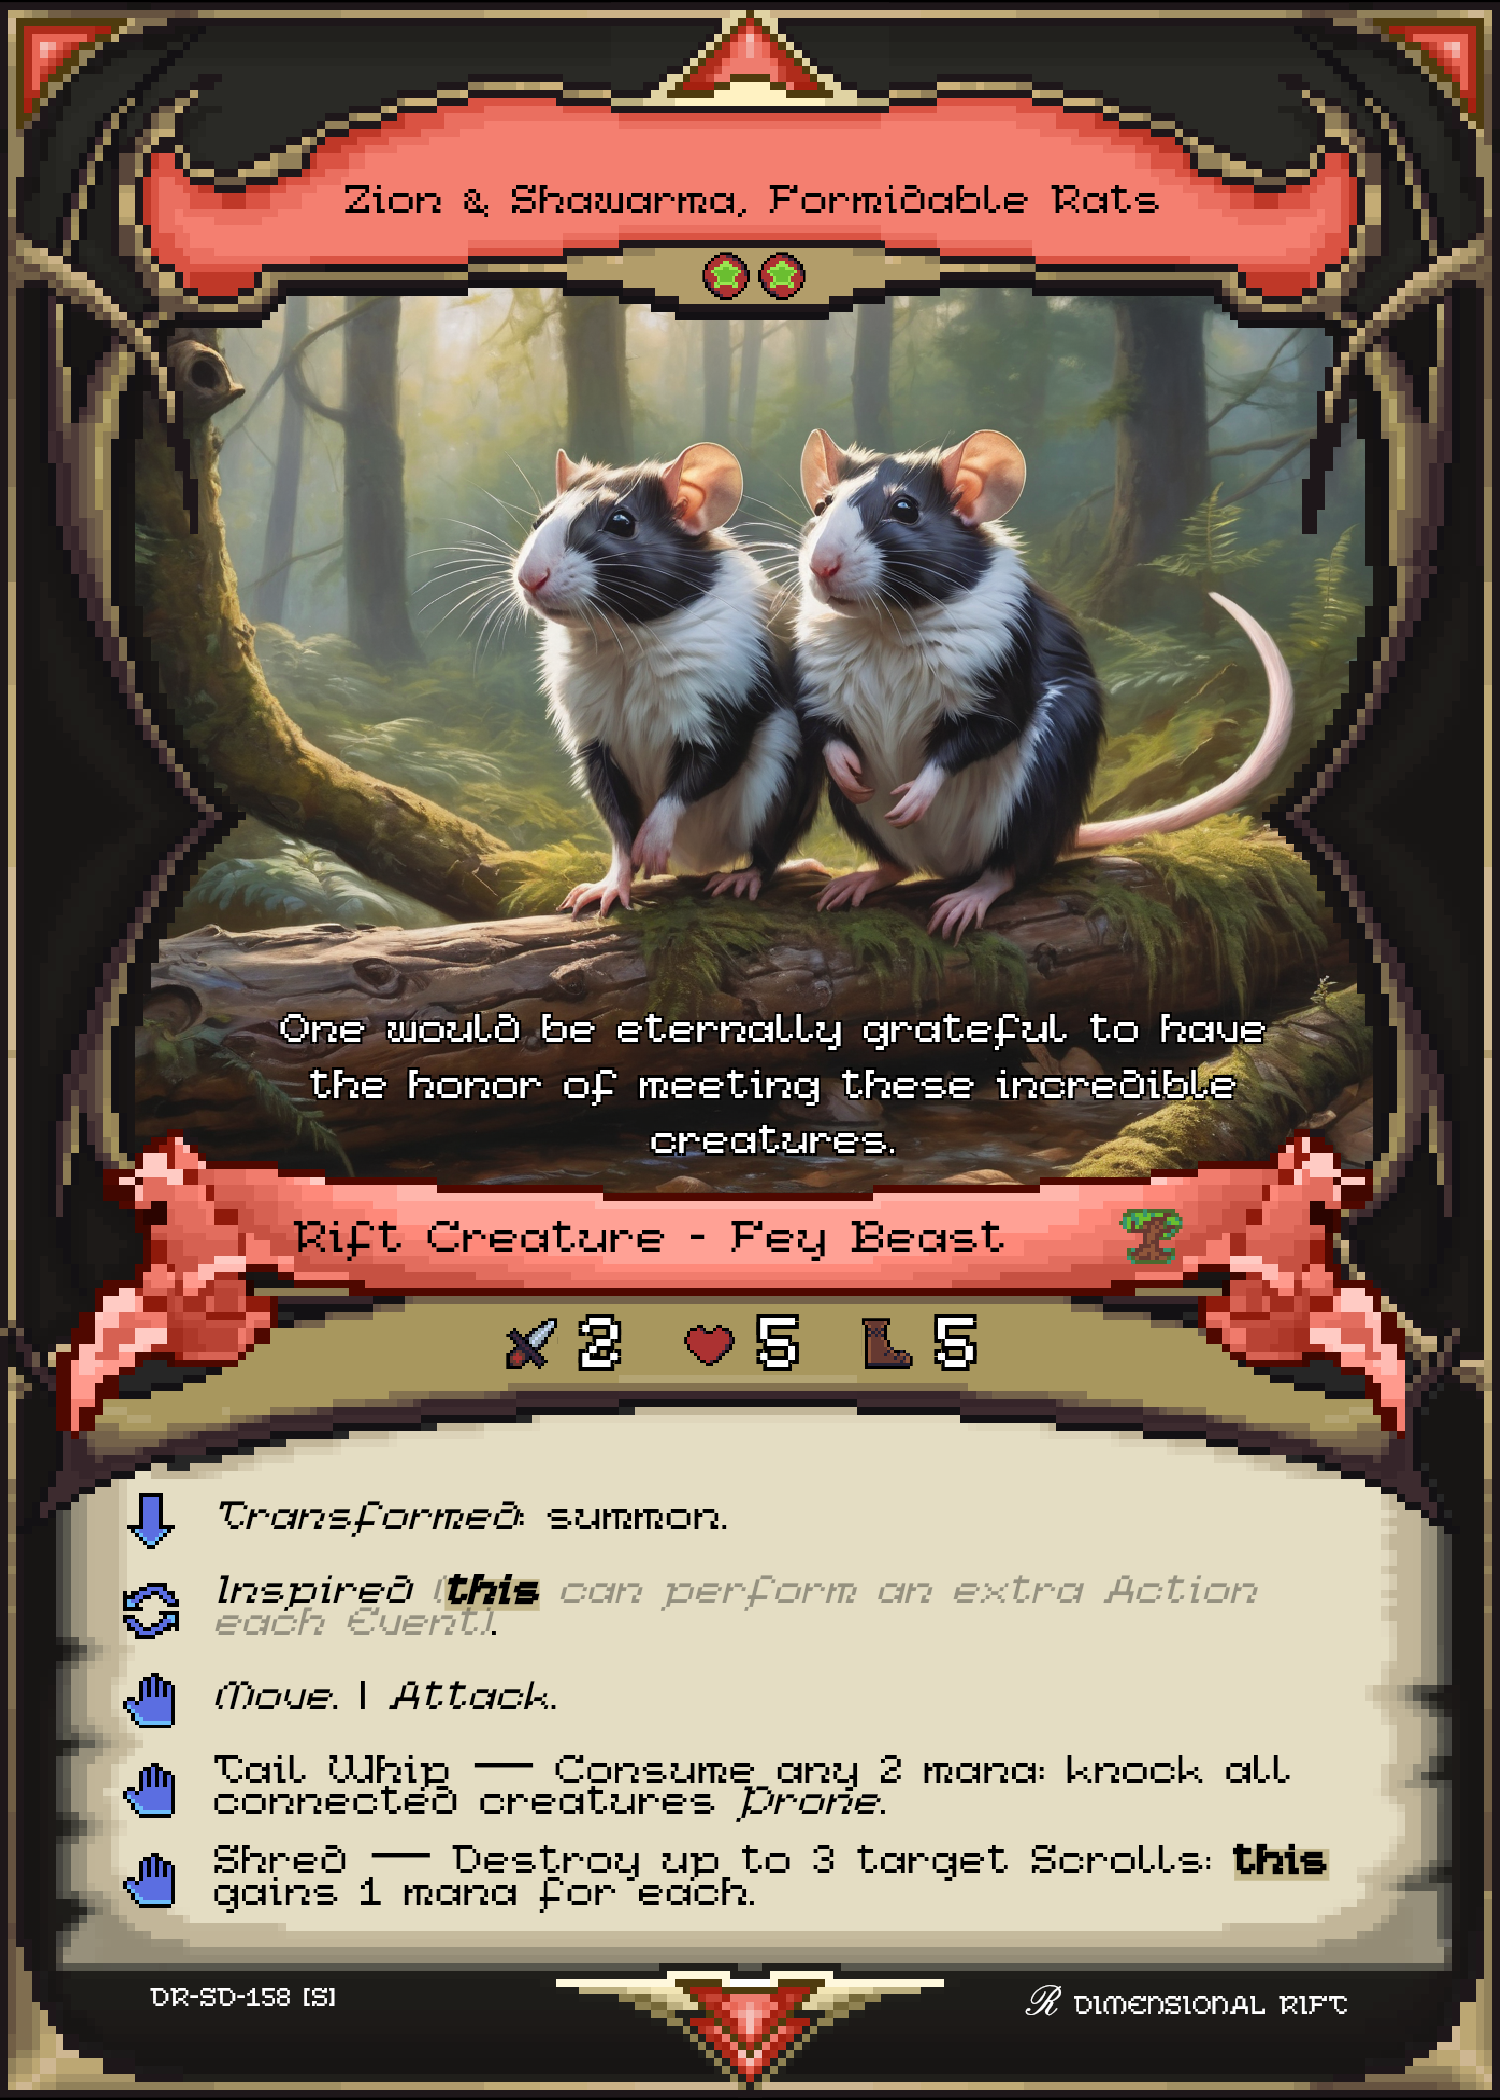 Zion & Shawarma, Formidable Rats
One would be eternally grateful to have
the honor of meeting these incredible
creatures.
Rift Creature - Fey Beast
2 5 5
Transformed: summon.
Inspired (this can perform an extra Action
each Event).
Move. | Attack.
Tail Whip — Consume any 2 mana: knock all
connected creatures Prone.
Shred — Destroy up to 3 target Scrolls: this
gains 1 mana for each.
DR-SD-158 [S]
R DIMENSIONAL RIFT